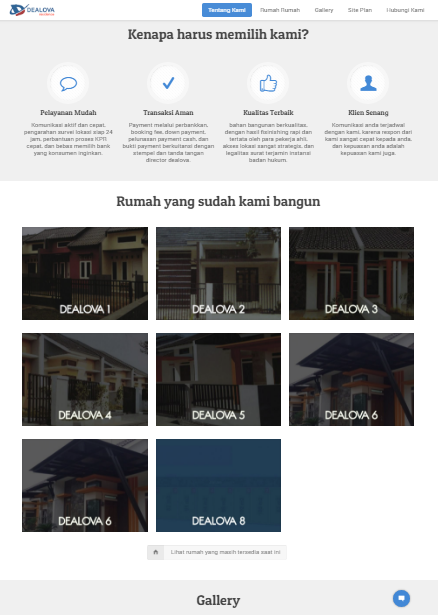 DEALOVA
Tentang Kami
Rumah Rumah
Gallery
Site Plan
Hubungi Kami
Kenapa harus memilih kami?
Pelayanan Mudah
Komunikasi aktif dan cepat,
pengarahan survei lokasi siap 24
jam, perbantuan proses KPR
cepat, dan bebas memilih bank
yang konsumen inginkan.
Transaksi Aman
Payment melalui perbankkan,
booking fee, down payment,
pelunasan payment cash, dan
bukti payment berkuitansi dengan
stempel dan tanda tangan
director dealova.
Kualitas Terbaik
bahan bangunan berkualitas,
dengan hasil fisinishing rapi dan
tertata oleh para pekerja ahli,
akses lokasi sangat strategis, dan
legalitas surat terjamin instansi
badan hukum.
Klien Senang
Komunikasi anda terjadwal
dengan kami, karena respon dari
kami sangat cepat kepada anda,
dan kepuasan anda adalah
kepuasan kami juga.
Rumah yang sudah kami bangun
DEALOVA 1
DEALOVA 2
DEALOVA 3
DEALOVA 4
DEALOVA 5
DEALOVA 6
DEALOVA 6
DEALOVA 8
Lihat rumah yang masih tersedia saat ini
Gallery